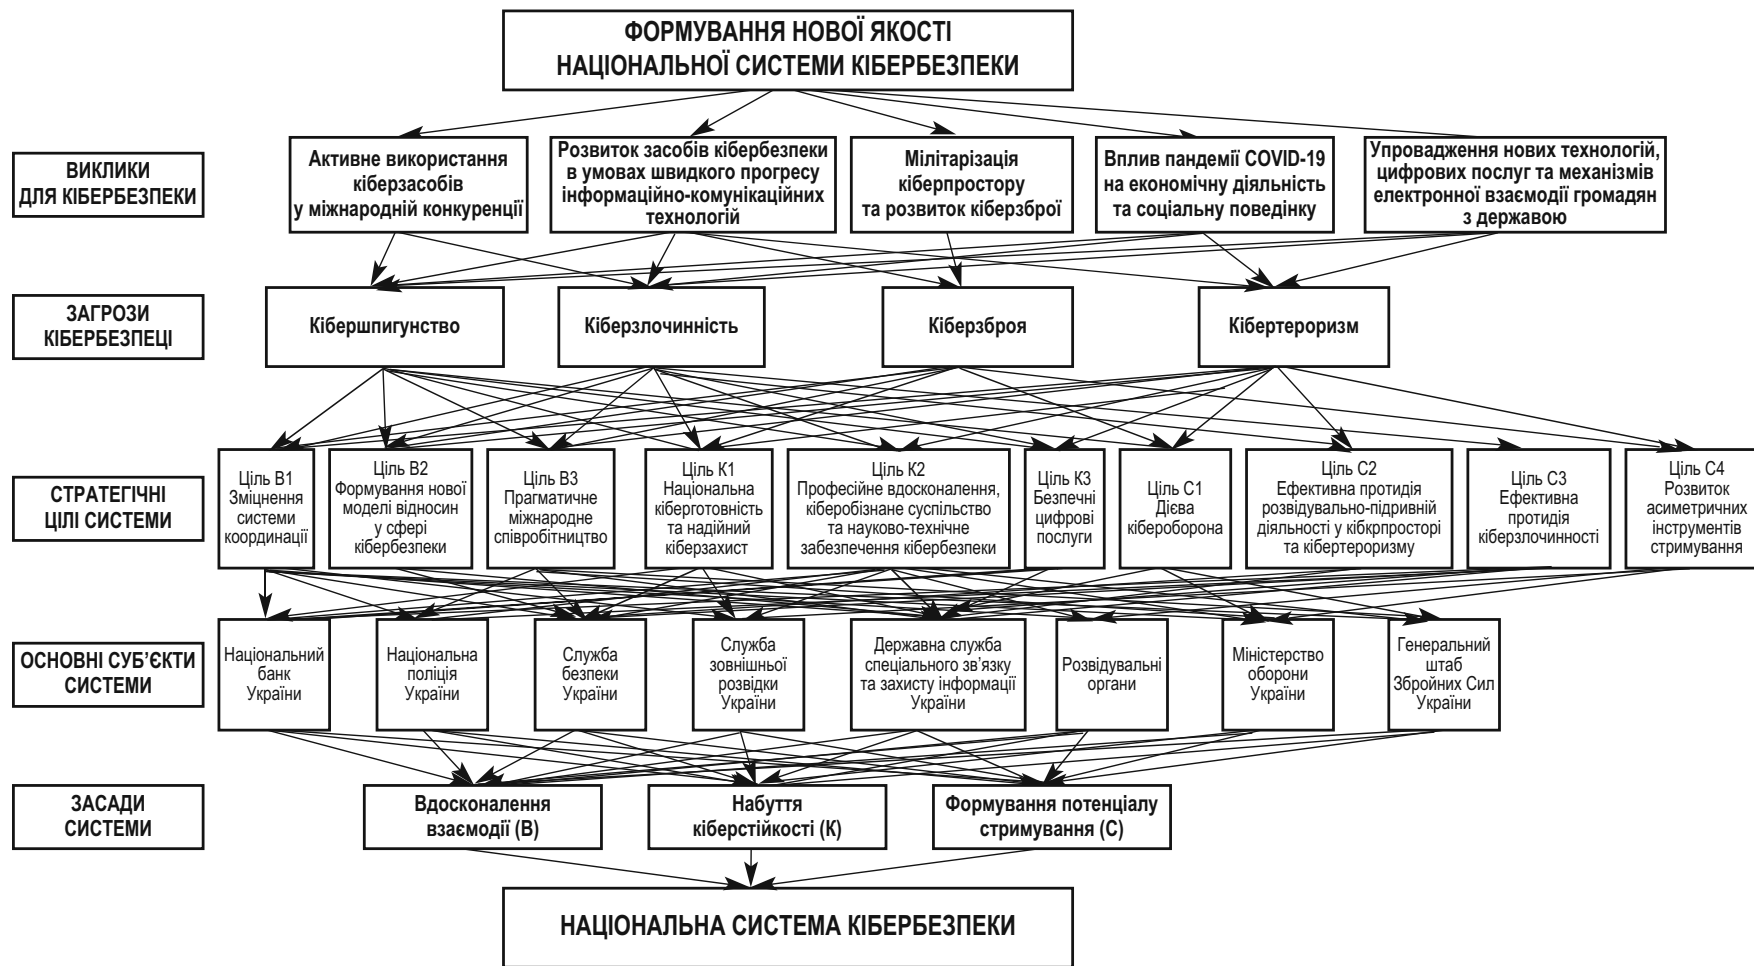 ФОРМУВАННЯ НОВОЇ ЯКОСТІ
НАЦІОНАЛЬНОЇ СИСТЕМИ КІБЕРБЕЗПЕКИ
ВИКЛИКИ
ДЛЯ КІБЕРБЕЗПЕКИ
Активне використання
кіберзасобів
у міжнародній конкуренції
Розвиток засобів кібербезпеки
в умовах швидкого прогресу
інформаційно-комунікаційних
технологій
Мілітаризація
кіберпростору
та розвиток кіберзброї
Вплив пандемії COVID-19
на економічну діяльність
та соціальну поведінку
Упровадження нових технологій,
цифрових послуг та механізмів
електронної взаємодії громадян
з державою
ЗАГРОЗИ
КІБЕРБЕЗПЕЦІ
Кібершпигунство
Кіберзлочинність
Кіберзброя
Кібертероризм
СТРАТЕГІЧНІ
ЦІЛІ СИСТЕМИ
Ціль В1
Зміцнення
системи
координації
Ціль В2
Формування нової
моделі відносин
у сфері
кібербезпеки
Ціль В3
Прагматичне
міжнародне
співробітництво
Ціль К1
Національна
кіберготовність
та надійний
кіберзахист
Ціль К2
Професійне вдосконалення,
кіберобізнане суспільство
та науково-технічне
забезпечення кібербезпеки
Ціль К3
Безпечні
цифрові
послуги
Ціль С1
Дієва
кібероборона
Ціль С2
Ефективна протидія
розвідувально-підривній
діяльності у кібкрпросторі
та кібертероризму
Ціль С3
Ефективна
протидія
кіберзлочинності
Ціль С4
Розвиток
асиметричних
інструментів
стримування
ОСНОВНІ СУБ’ЄКТИ
СИСТЕМИ
Національний
банк
України
Національна
поліція
України
Служба
безпеки
України
Служба
зовнішньої
розвідки
України
Державна служба
спеціального зв’язку
та захисту інформації
України
Розвідувальні
органи
Міністерство
оборони
України
Генеральний
штаб
Збройних Сил
України
ЗАСАДИ
СИСТЕМИ
Вдосконалення
взаємодії (В)
Набуття
кіберстійкості (К)
Формування потенціалу
стримування (С)
НАЦІОНАЛЬНА СИСТЕМА КІБЕРБЕЗПЕКИ